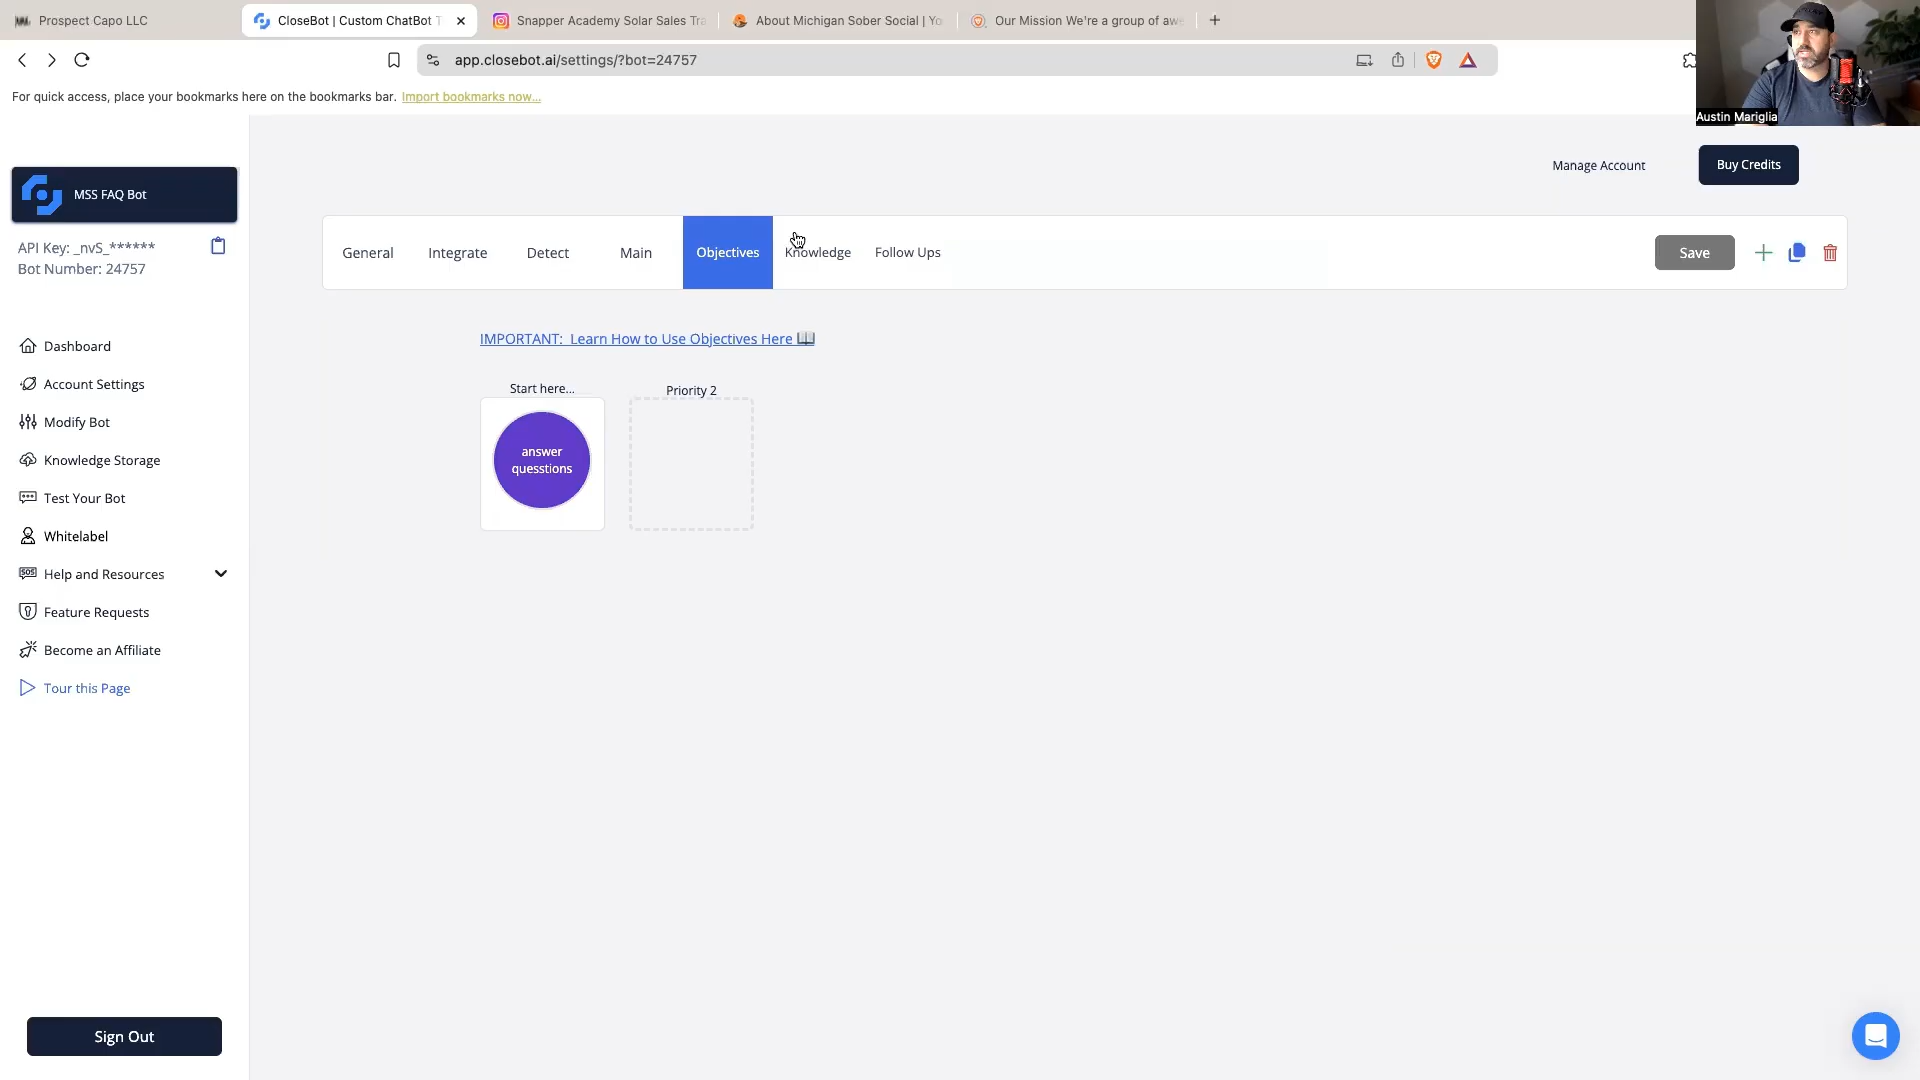 Prospect Capo LLC
CloseBot | Custom ChatBot T
Snapper Academy Solar Sales Tra
About Michigan Sober Social | Yo
Our Mission We're a group of awe
app.closebot.ai/settings/?bot=24757
For quick access, place your bookmarks here on the bookmarks bar. Import bookmarks now...
Austin Mariglia
Manage Account
Buy Credits
MSS FAQ Bot
API Key: _nvS_******
Bot Number: 24757
General
Integrate
Detect
Main
Objectives
Knowledge
Follow Ups
Save
IMPORTANT: Learn How to Use Objectives Here
Start here...
Priority 2
answer
quesstions
Dashboard
Account Settings
Modify Bot
Knowledge Storage
Test Your Bot
Whitelabel
SOS
Help and Resources
Feature Requests
Become an Affiliate
Tour this Page
Sign Out